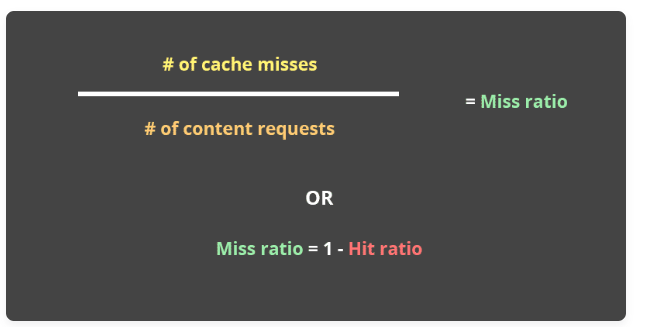 # of cache misses
= Miss ratio
# of content requests
OR
Miss ratio = 1 - Hit ratio